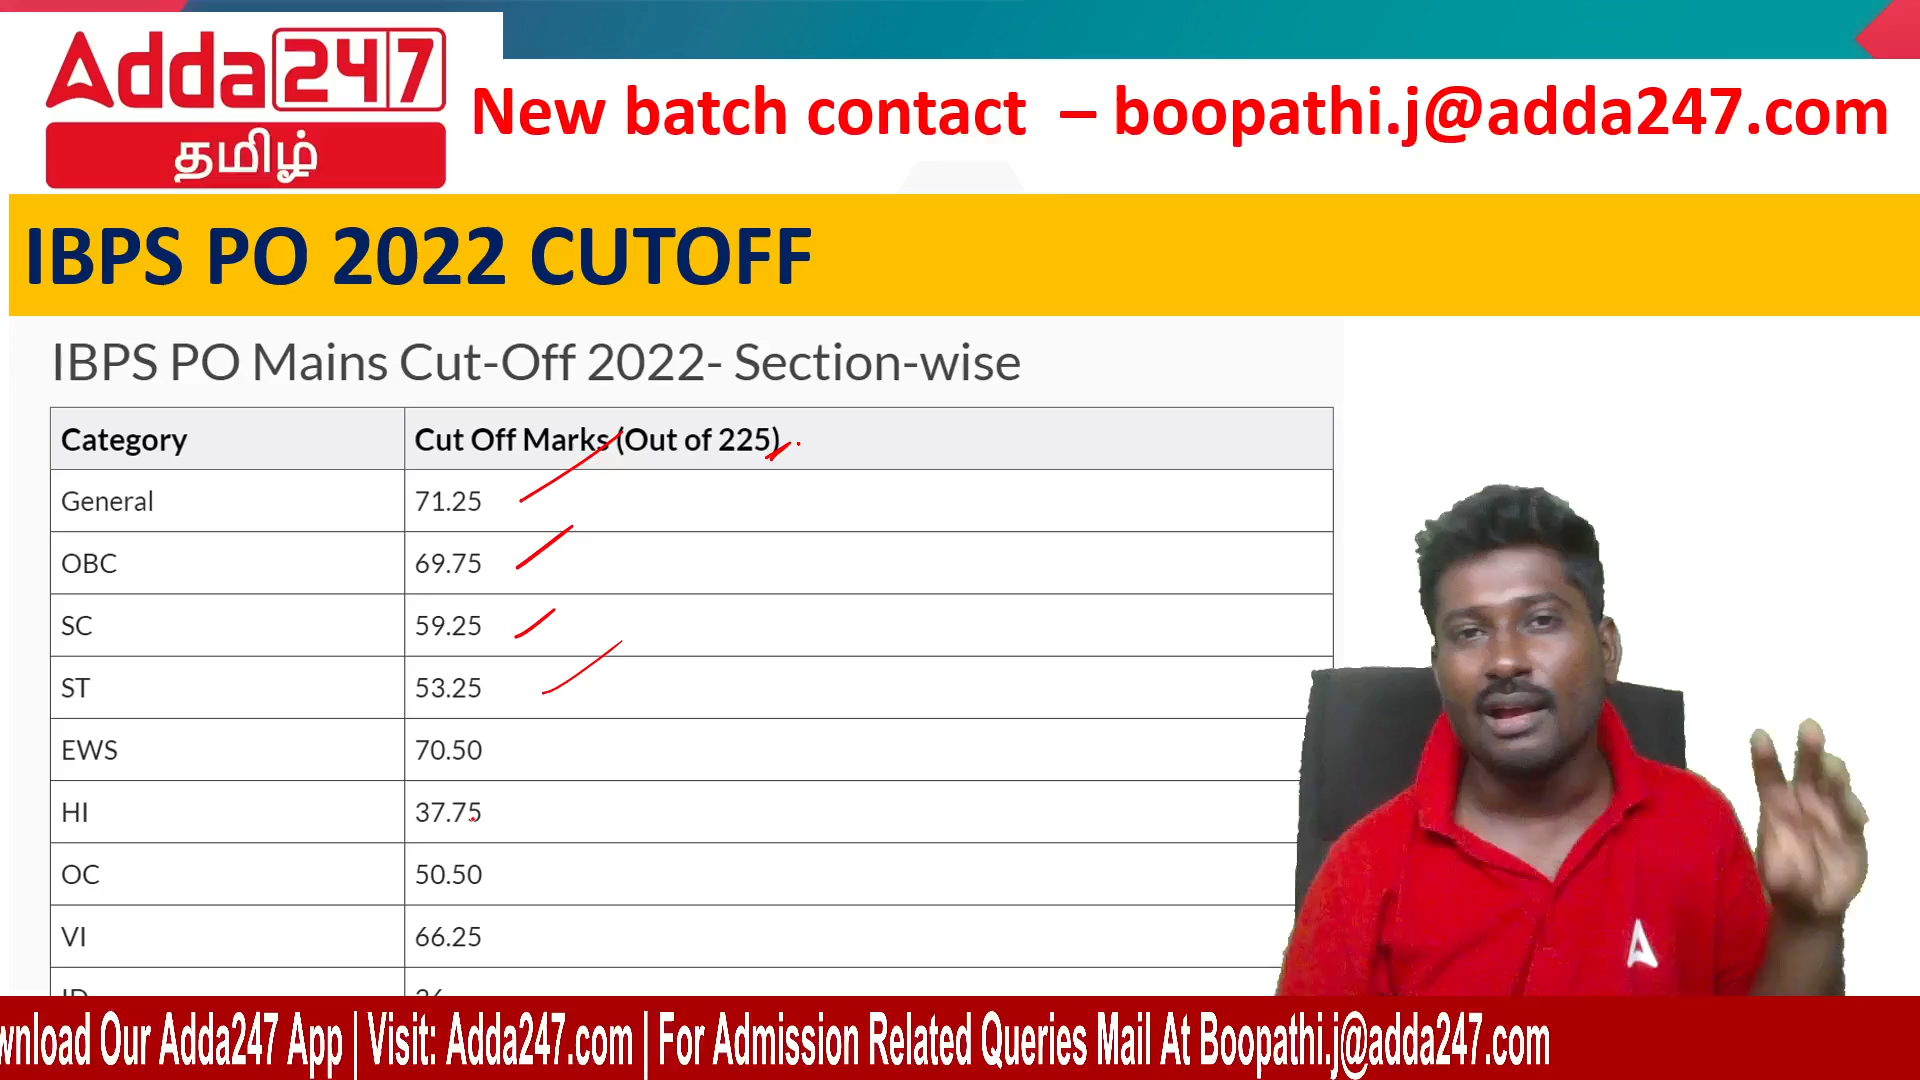 Adda247
தமிழ்
New batch contact – boopathi.j@adda247.com
IBPS PO 2022 CUTOFF
IBPS PO Mains Cut-Off 2022- Section-wise
Category Cut Off Marks (Out of 225)
General 71.25
OBC 69.75
SC 59.25
ST 53.25
EWS 70.50
HI 37.75
OC 50.50
VI 66.25
wnload Our Adda247 App | Visit: Adda247.com | For Admission Related Queries Mail At Boopathi.j@adda247.com